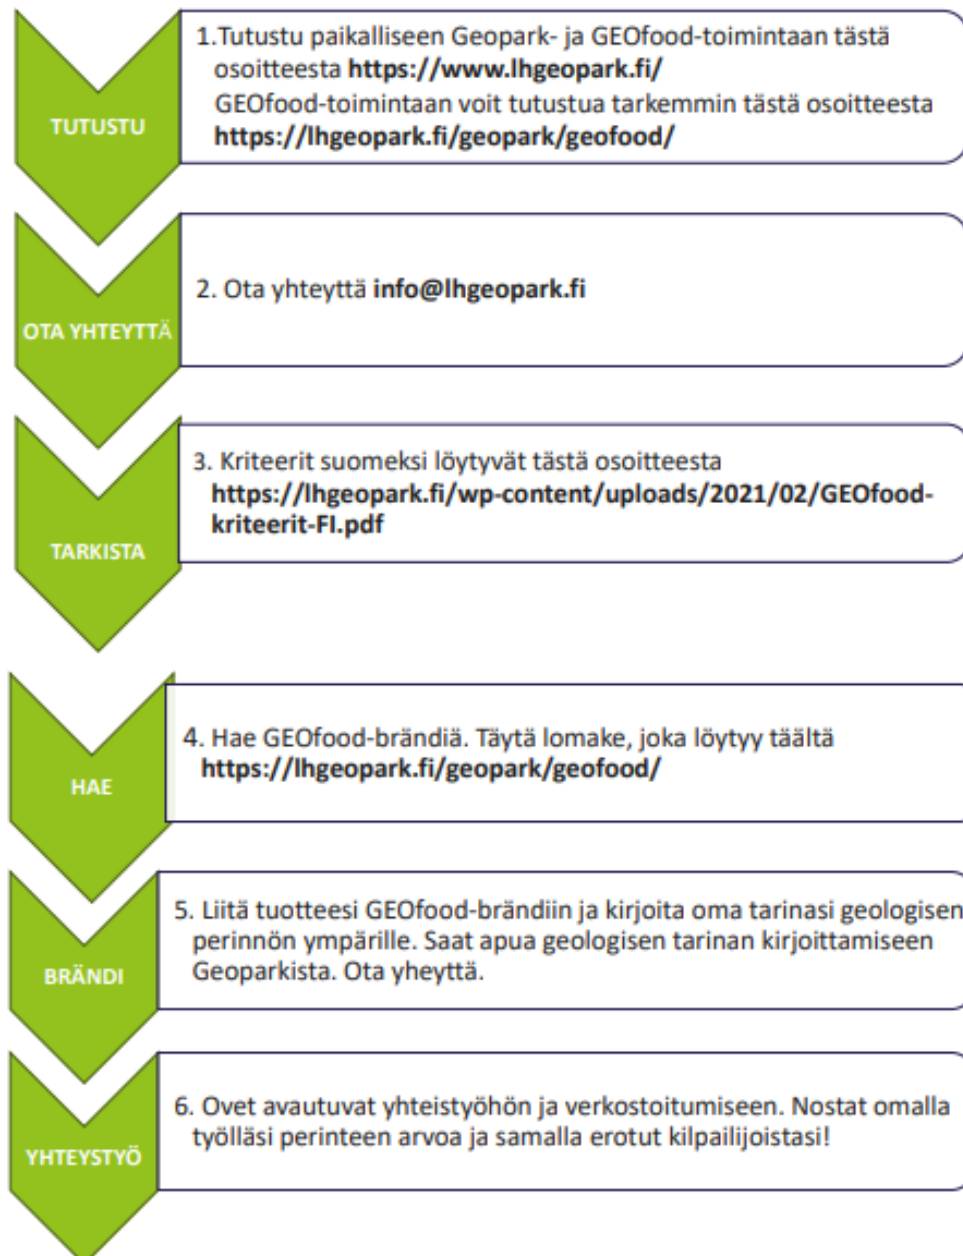 TUTUSTU
1.Tutustu paikalliseen Geopark- ja GEOfood-toimintaan tästä
osoitteesta https://www.lhgeopark.fi/
GEOfood-toimintaan voit tutustua tarkemmin tästä osoitteesta
https://lhgeopark.fi/geopark/geofood/
OTA YHTEYTTÄ
2. Ota yhteyttä info@lhgeopark.fi
TARKISTA
3. Kriteerit suomeksi löytyvät tästä osoitteesta
https://lhgeopark.fi/wp-content/uploads/2021/02/GEOfood-
kriteerit-FI.pdf
HAE
4. Hae GEOfood-brändiä. Täytä lomake, joka löytyy täältä
https://lhgeopark.fi/geopark/geofood/
BRÄNDI
5. Liitä tuotteesi GEOfood-brändiin ja kirjoita oma tarinasi geologisen
perinnön ympärille. Saat apua geologisen tarinan kirjoittamiseen
Geoparkista. Ota yheyttä.
YHTEYSTYÖ
6. Ovet avautuvat yhteistyöhön ja verkostoitumiseen. Nostat omalla
työlläsi perinteen arvoa ja samalla erotut kilpailijoistasi!